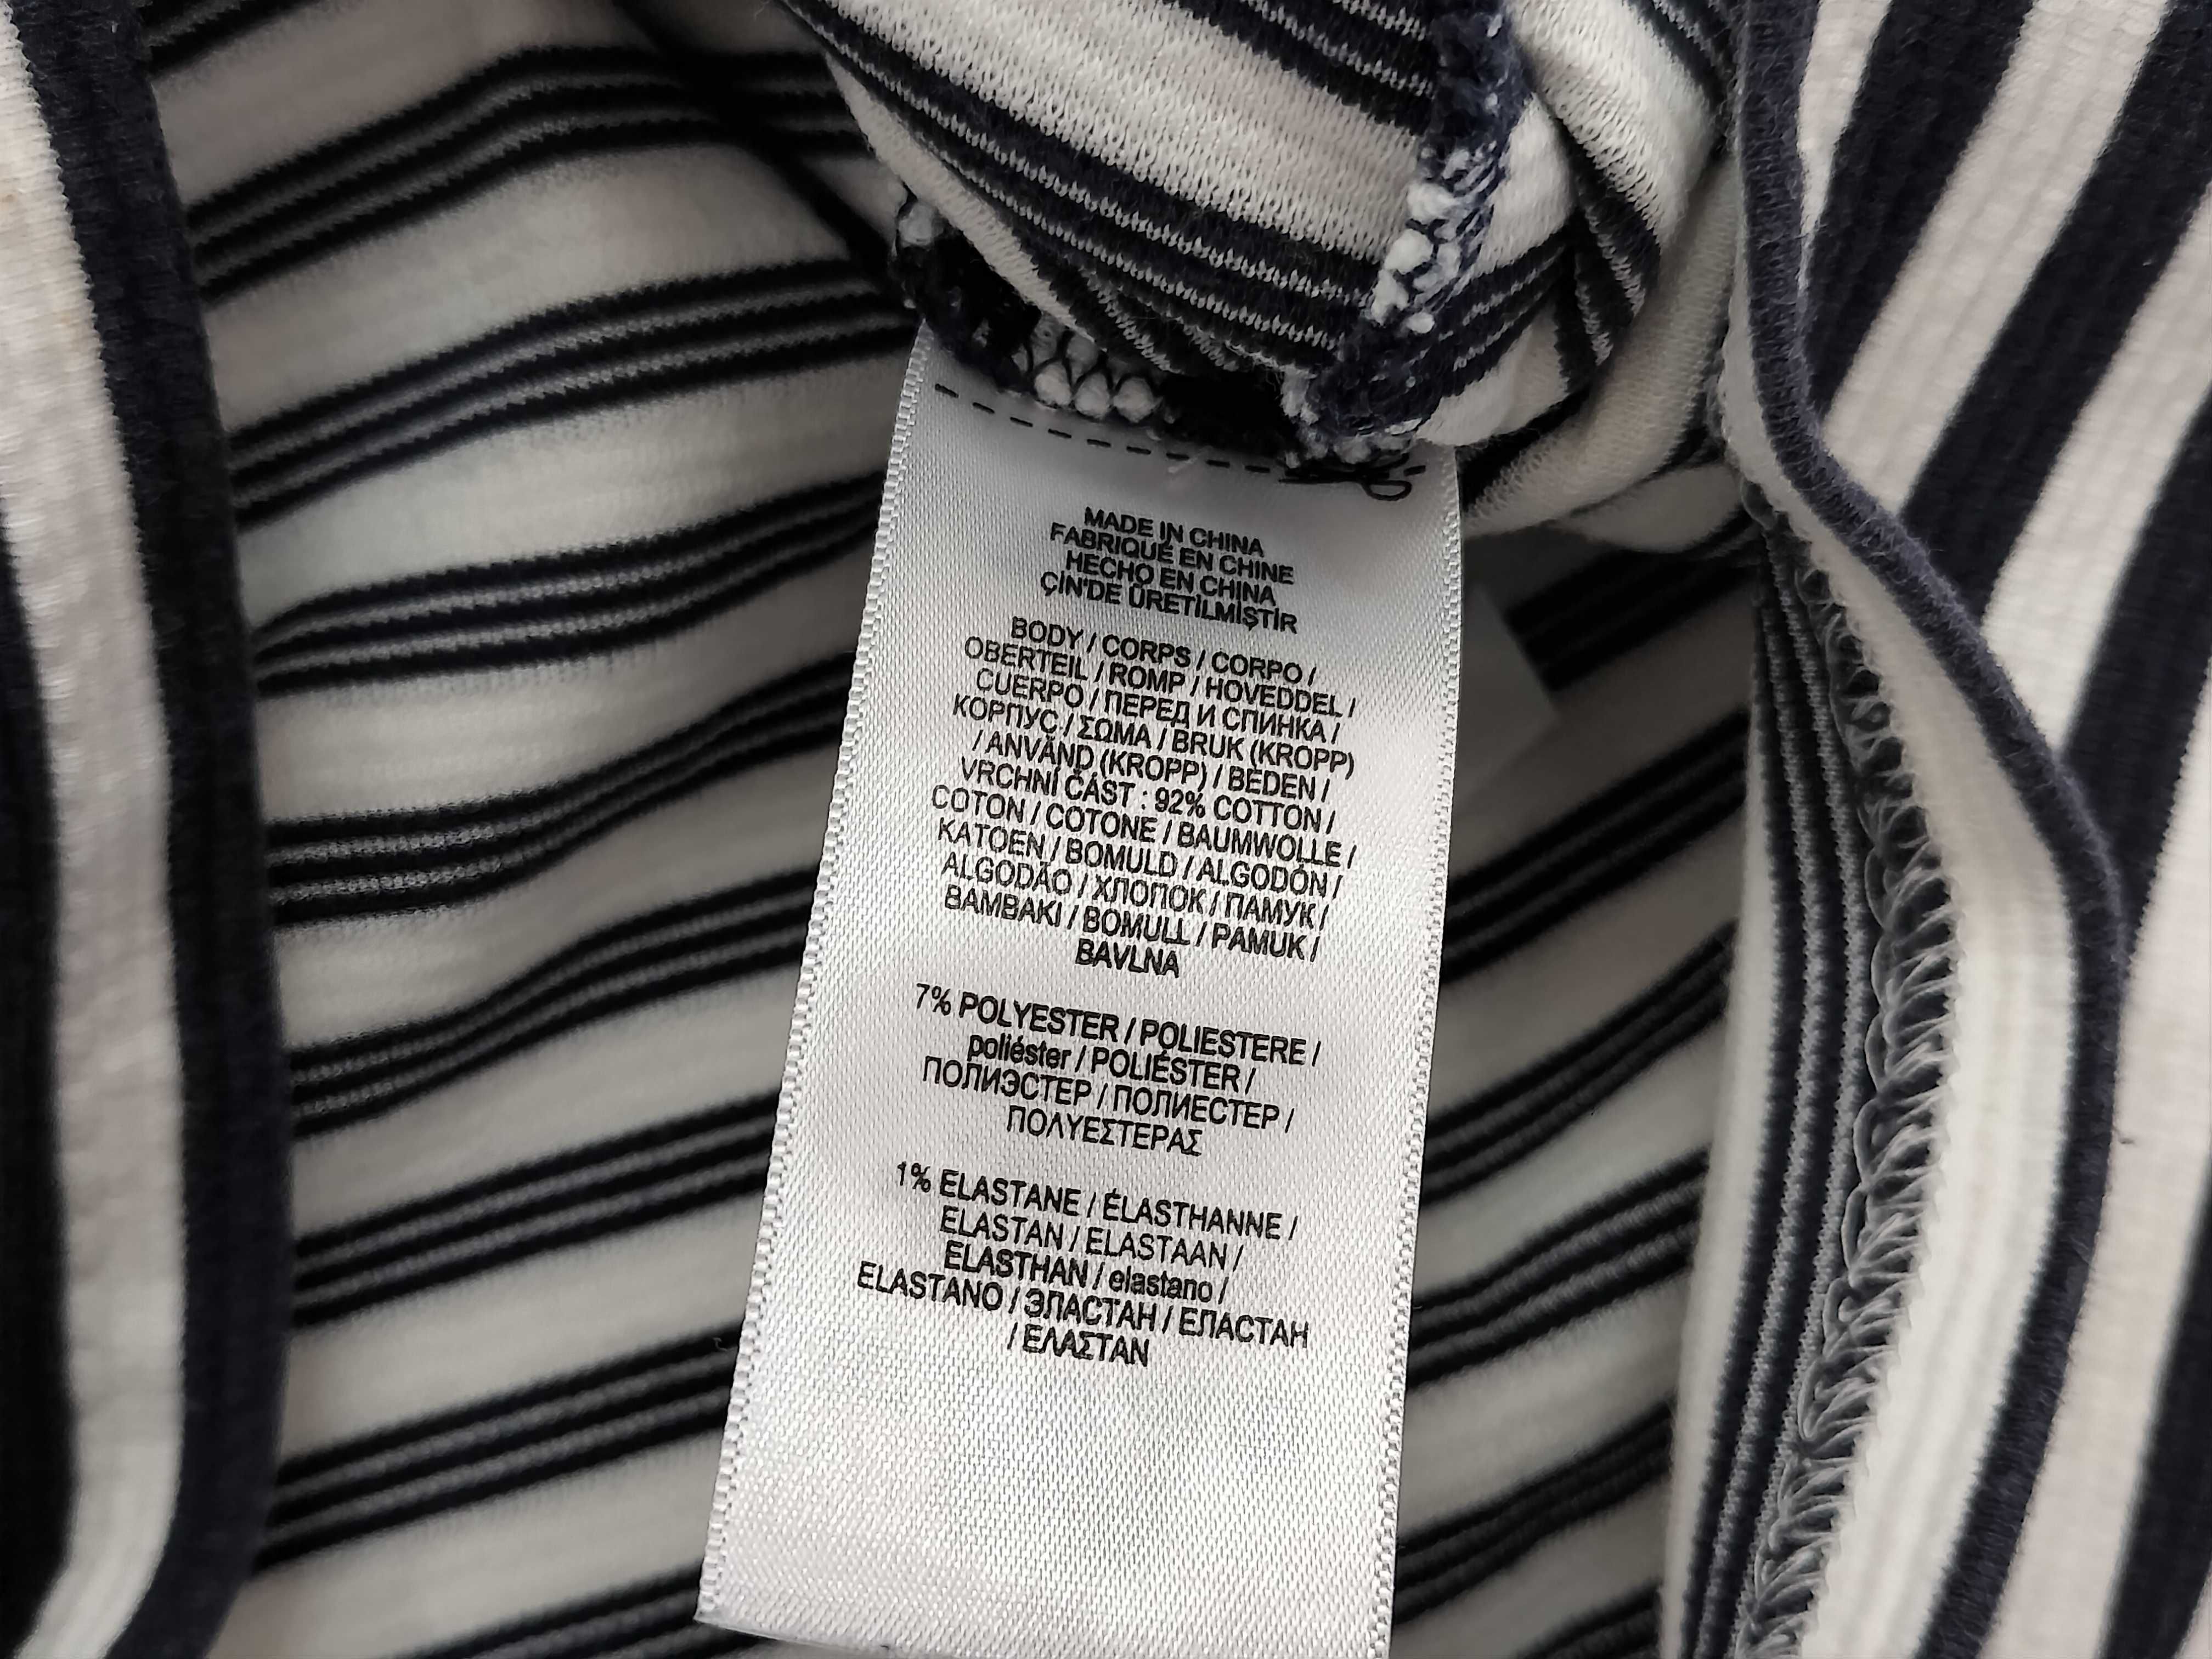 MADE IN CHINA
FABRIQUÉ EN CHINE
HECHO EN CHINA
ÇIN'DE ÜRETİLMİŞTİR
BODY / CORPS / CORPO /
OBERTEIL / ROMP / HOVEDDEL /
CUERPO / ПЕРЕД И СПИНКА /
КОРПУС / ΣΩΜΑ / BRUK (KROPP)
/ ANVÄND (KROPP) / BEDEN /
VRCHNÍ ČÁST : 92% COTTON /
COTON / COTONE / BAUMWOLLE /
KATOEN / BOMULD / ALGODÓN /
ALGODÃO / ХЛОПОК / ПАМУК /
BAMBAKI / BOMULL / PAMUK /
BAVLNA
7% POLYESTER / POLIESTERE /
poliéster / POLIÉSTER /
ПОЛИЭСТЕР / ПОЛИЕСТЕР /
ΠΟΛΥΕΣΤΕΡΑΣ
1% ELASTANE / ÉLASTHANNE /
ELASTAN / ELASTAAN /
ELASTHAN / elastano /
ELASTANO / ЭЛАСТАН / ЕЛАСТАН
/ ΕΛΑΣΤΑΝ